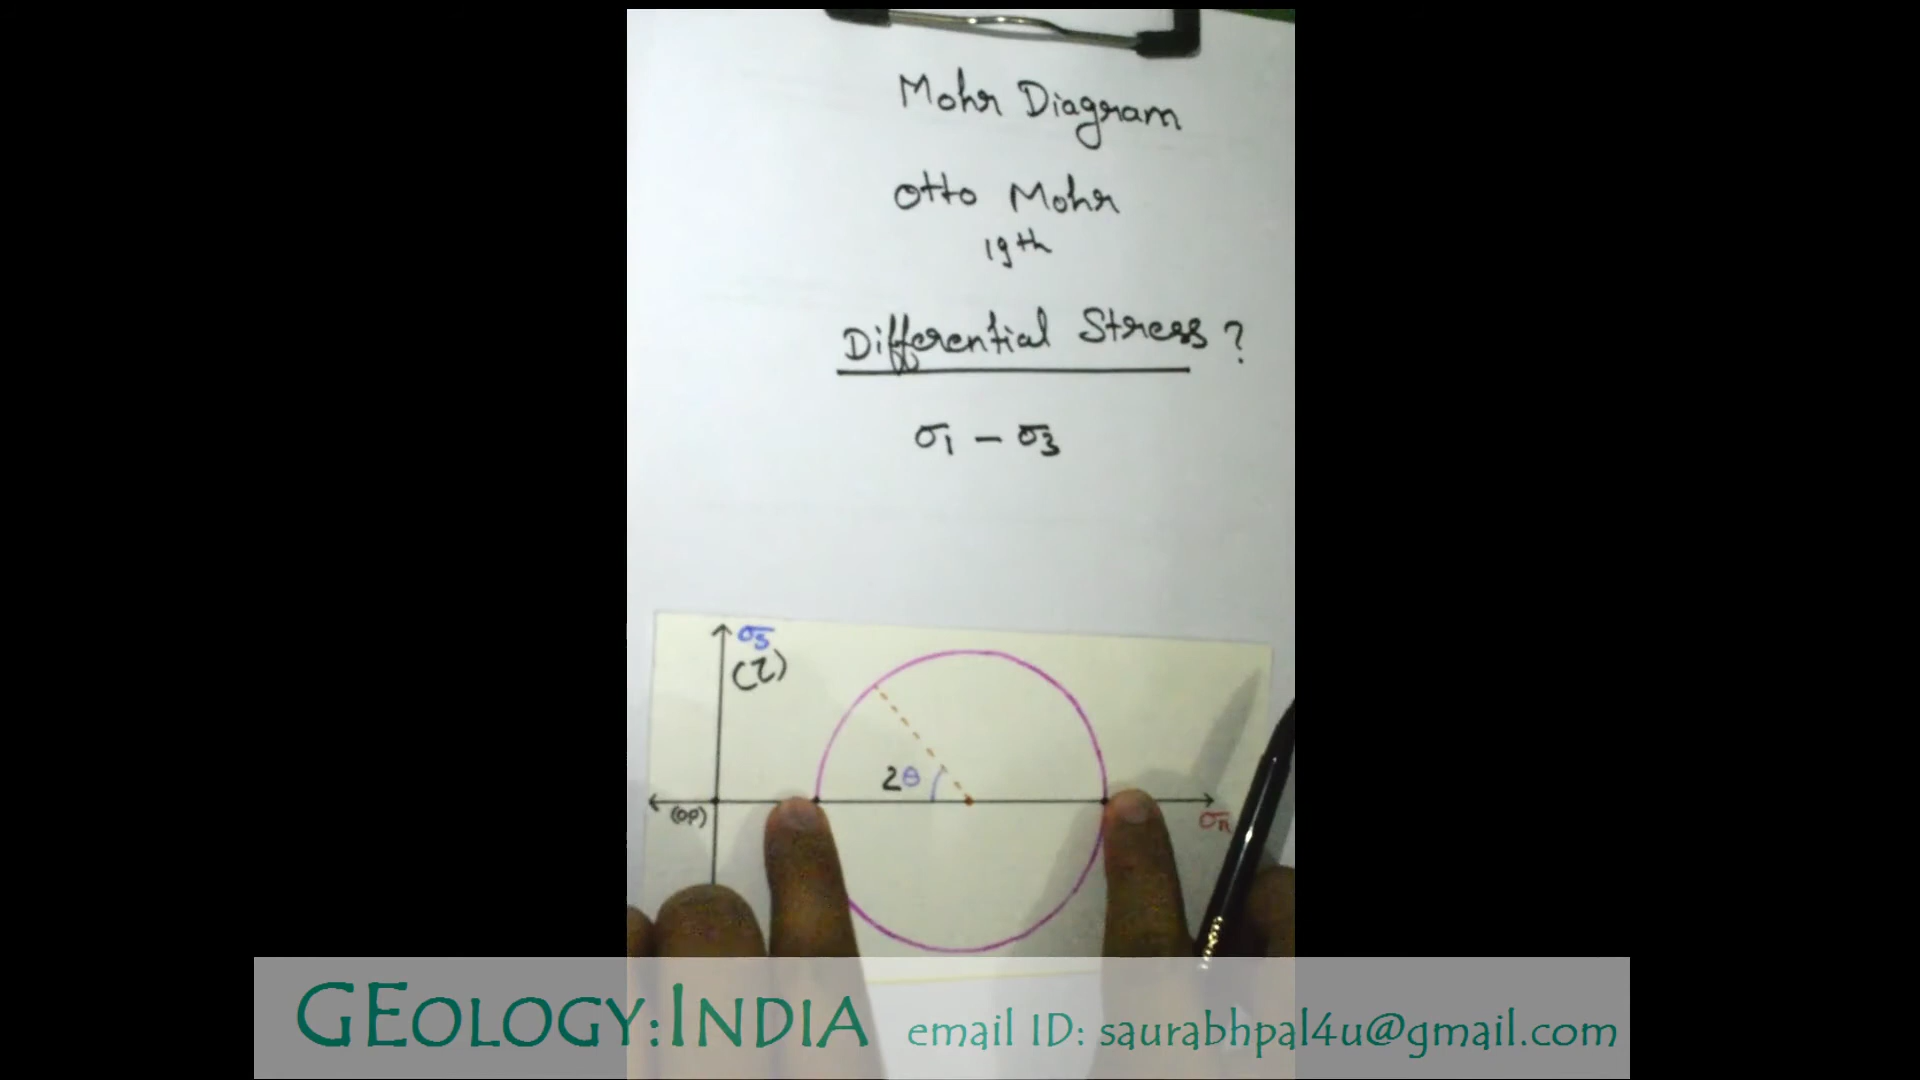 Mohr Diagram
Otto Mohr
19th
Differential Stress ?
σ1 – σ3
σs
(τ)
2θ
(op)
σn
GEOLOGY:INDIA email ID: saurabhpal4u@gmail.com